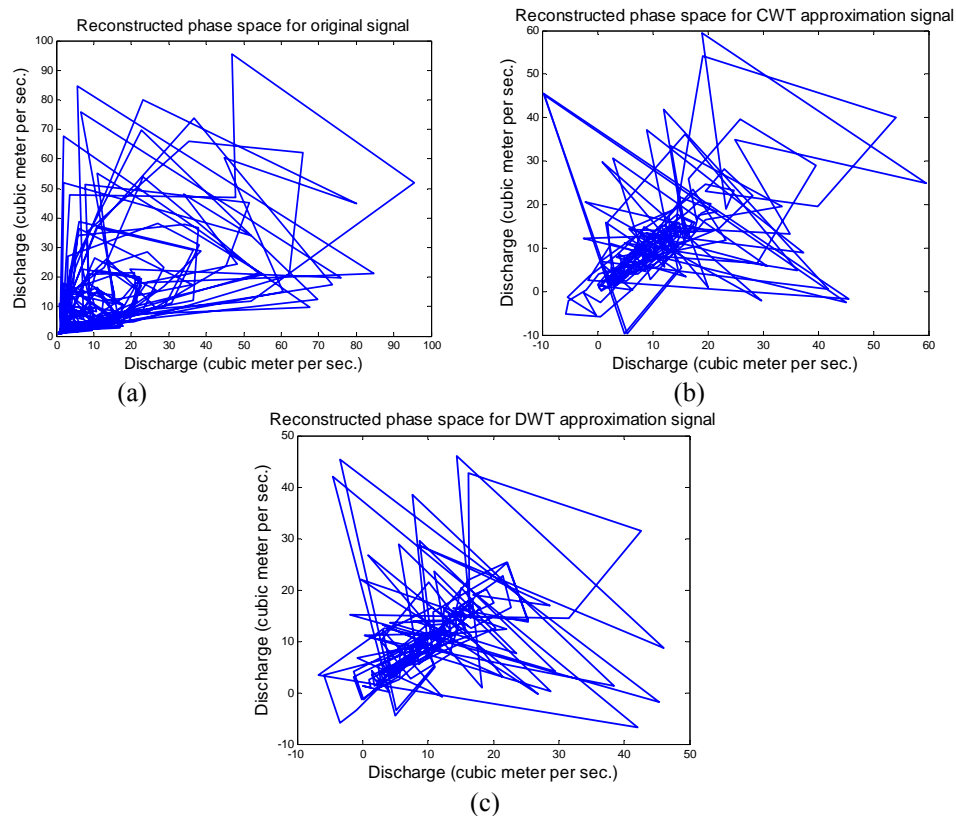 Reconstructed phase space for original signal
100
90
80
70
60
50
40
30
20
10
0
0 10 20 30 40 50 60 70 80 90 100
Discharge (cubic meter per sec.)
Discharge (cubic meter per sec.)
(a)
Reconstructed phase space for CWT approximation signal
60
50
40
30
20
10
0
-10
-10 0 10 20 30 40 50 60
Discharge (cubic meter per sec.)
Discharge (cubic meter per sec.)
(b)
Reconstructed phase space for DWT approximation signal
50
40
30
20
10
0
-10
-10 0 10 20 30 40 50
Discharge (cubic meter per sec.)
Discharge (cubic meter per sec.)
(c)